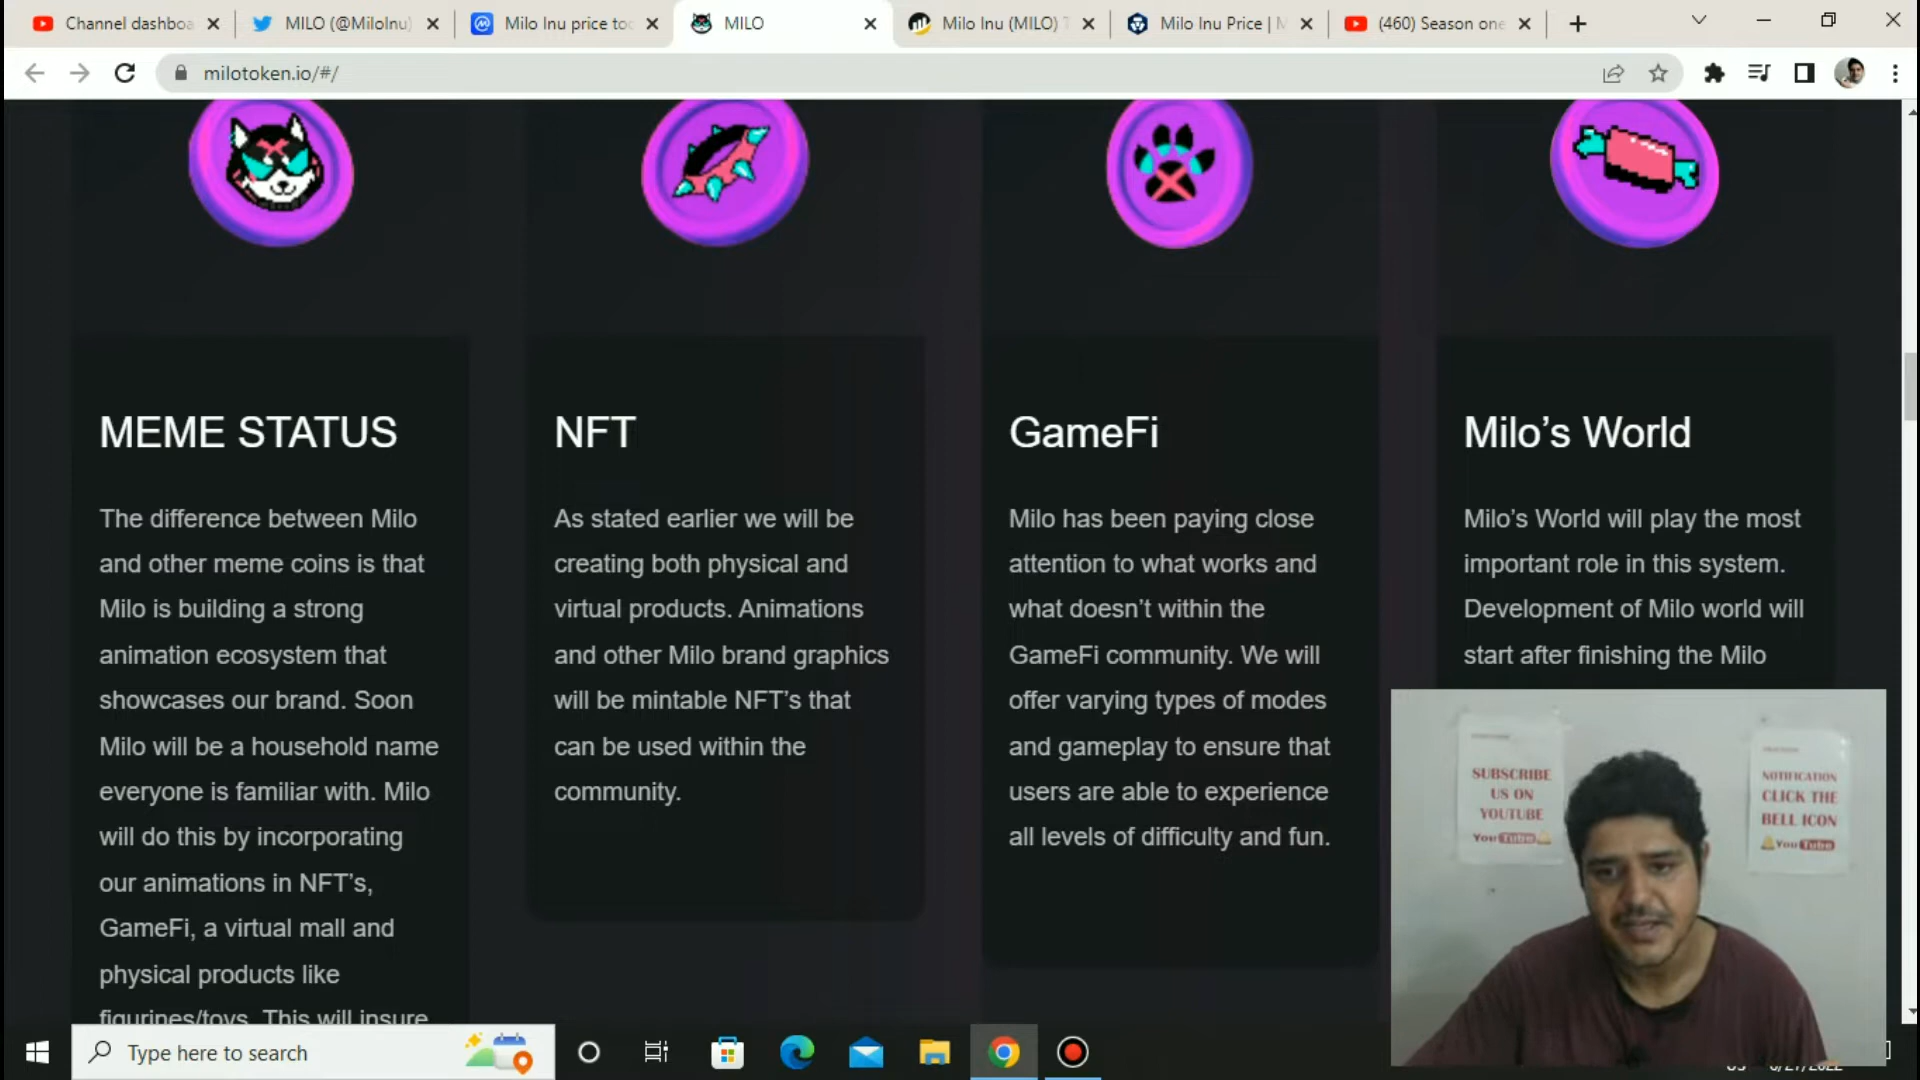 Channel dashboa
MILO (@MiloInu)
Milo Inu price too
MILO
Milo Inu (MILO) T
Milo Inu Price | M
(460) Season one
milotoken.io/#/
MEME STATUS
The difference between Milo
and other meme coins is that
Milo is building a strong
animation ecosystem that
showcases our brand. Soon
Milo will be a household name
everyone is familiar with. Milo
will do this by incorporating
our animations in NFT's,
GameFi, a virtual mall and
physical products like
figurines/toys. This will insure
NFT
As stated earlier we will be
creating both physical and
virtual products. Animations
and other Milo brand graphics
will be mintable NFT's that
can be used within the
community.
GameFi
Milo has been paying close
attention to what works and
what doesn't within the
GameFi community. We will
offer varying types of modes
and gameplay to ensure that
users are able to experience
all levels of difficulty and fun.
Milo's World
Milo's World will play the most
important role in this system.
Development of Milo world will
start after finishing the Milo
SUBSCRIBE
US ON
YOUTUBE
YouTube
NOTIFICATION
CLICK THE
BELL ICON
YouTube
Type here to search